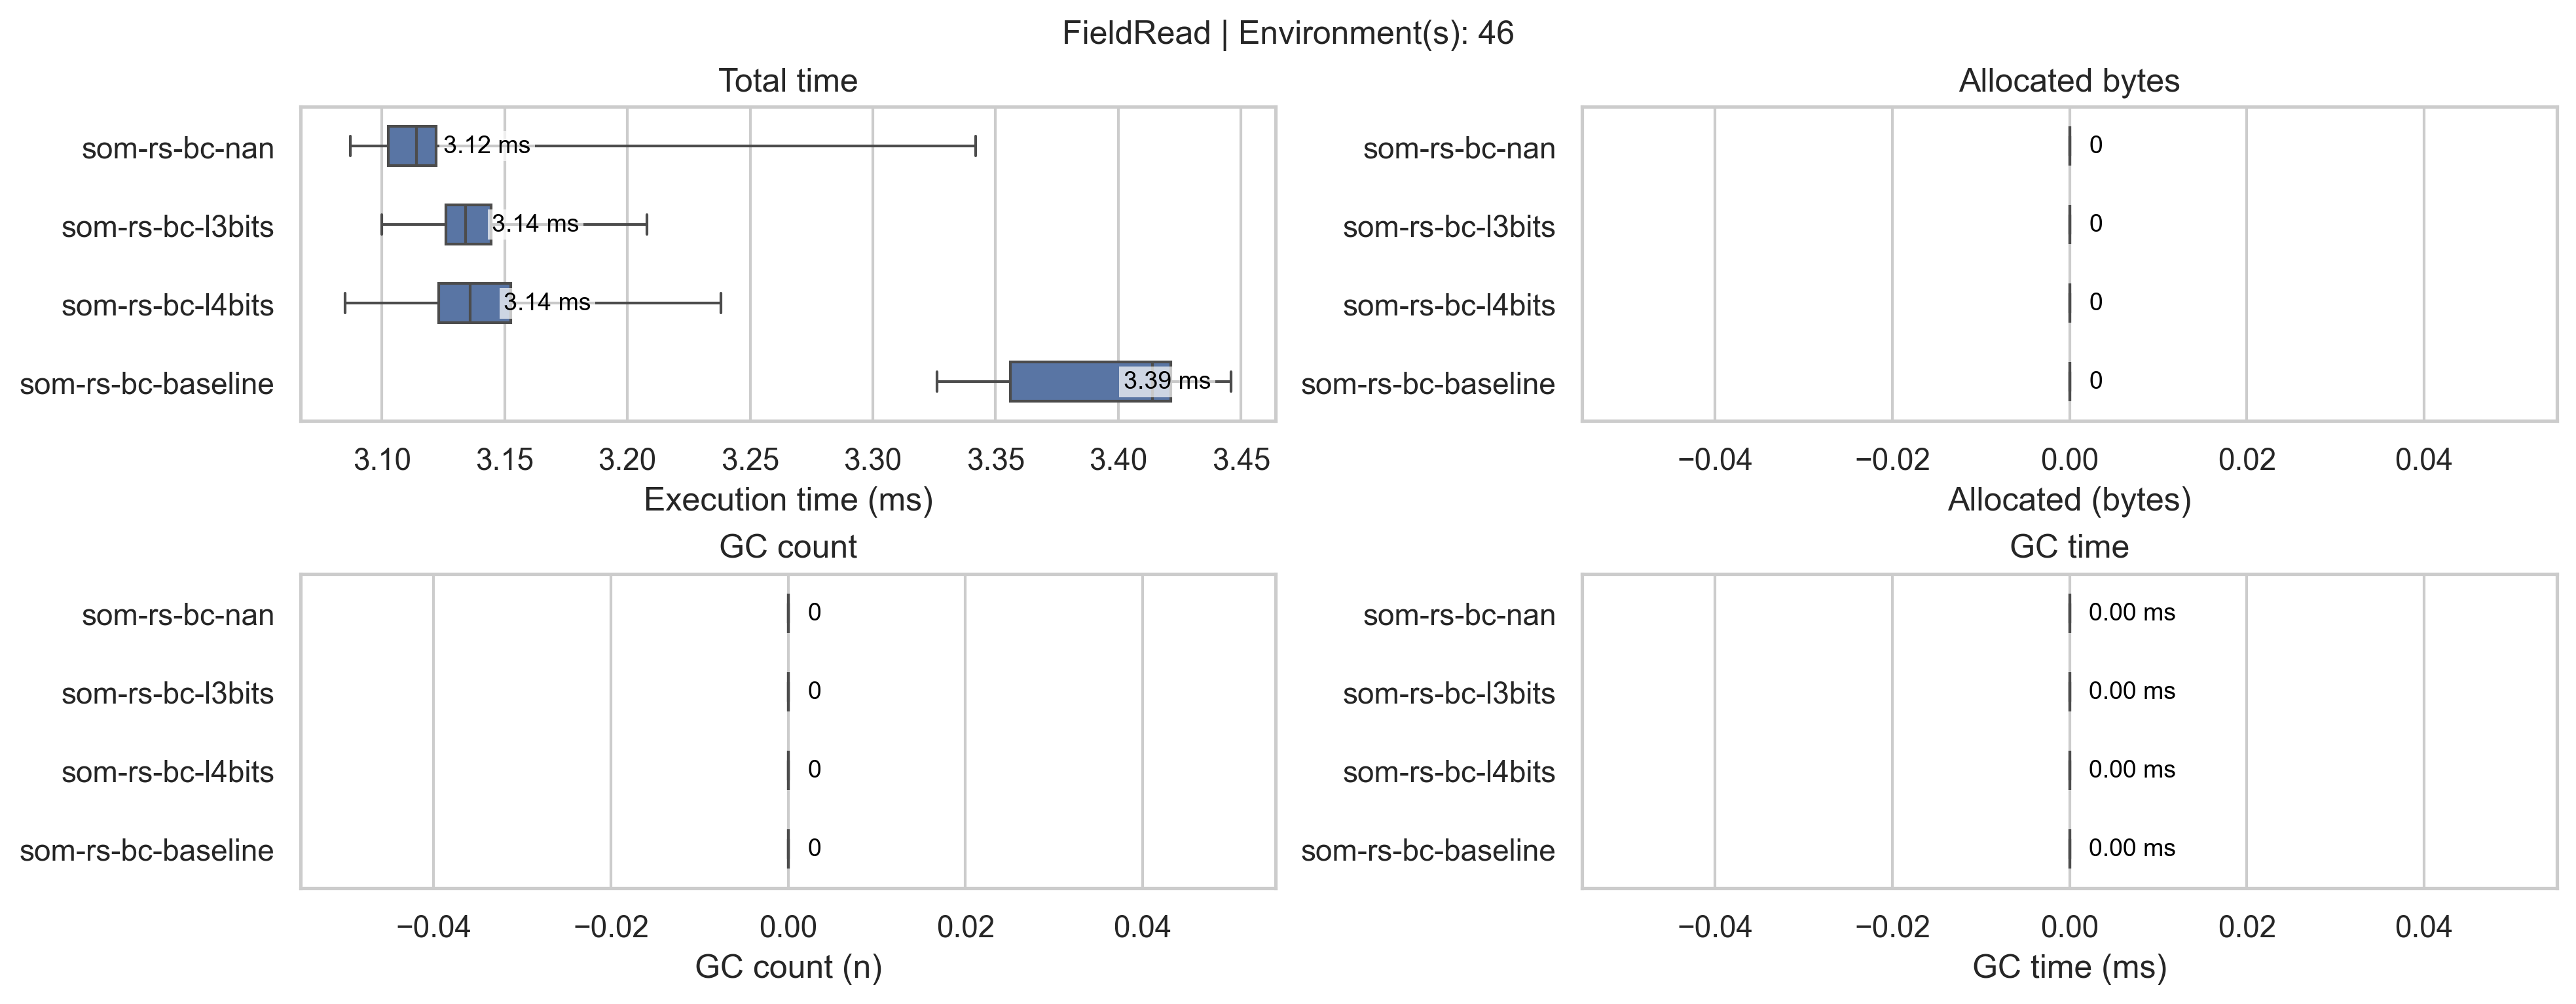 FieldRead | Environment(s): 46
Total time
som-rs-bc-nan
3.12 ms
som-rs-bc-l3bits
3.14 ms
som-rs-bc-l4bits
3.14 ms
som-rs-bc-baseline
3.39 ms
3.10 3.15 3.20 3.25 3.30 3.35 3.40 3.45
Execution time (ms)
Allocated bytes
som-rs-bc-nan
0
som-rs-bc-l3bits
0
som-rs-bc-l4bits
0
som-rs-bc-baseline
0
−0.04 −0.02 0.00 0.02 0.04
Allocated (bytes)
GC count
som-rs-bc-nan
0
som-rs-bc-l3bits
0
som-rs-bc-l4bits
0
som-rs-bc-baseline
0
−0.04 −0.02 0.00 0.02 0.04
GC count (n)
GC time
som-rs-bc-nan
0.00 ms
som-rs-bc-l3bits
0.00 ms
som-rs-bc-l4bits
0.00 ms
som-rs-bc-baseline
0.00 ms
−0.04 −0.02 0.00 0.02 0.04
GC time (ms)